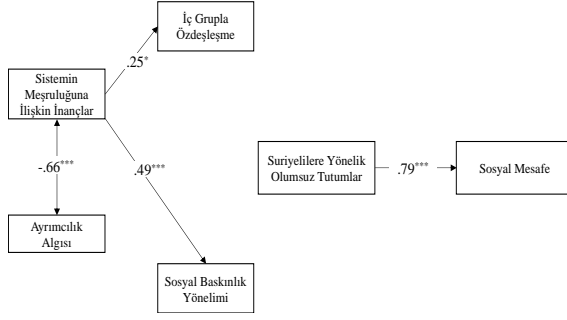 İç Grupla
Özdeşleşme
.25*
Sistemin
Meşruluğuna
İlişkin İnançlar
-.66***
.49***
Suriyelilere Yönelik
Olumsuz Tutumlar
.79***
Sosyal Mesafe
Ayrımcılık
Algısı
Sosyal Baskınlık
Yönelimi